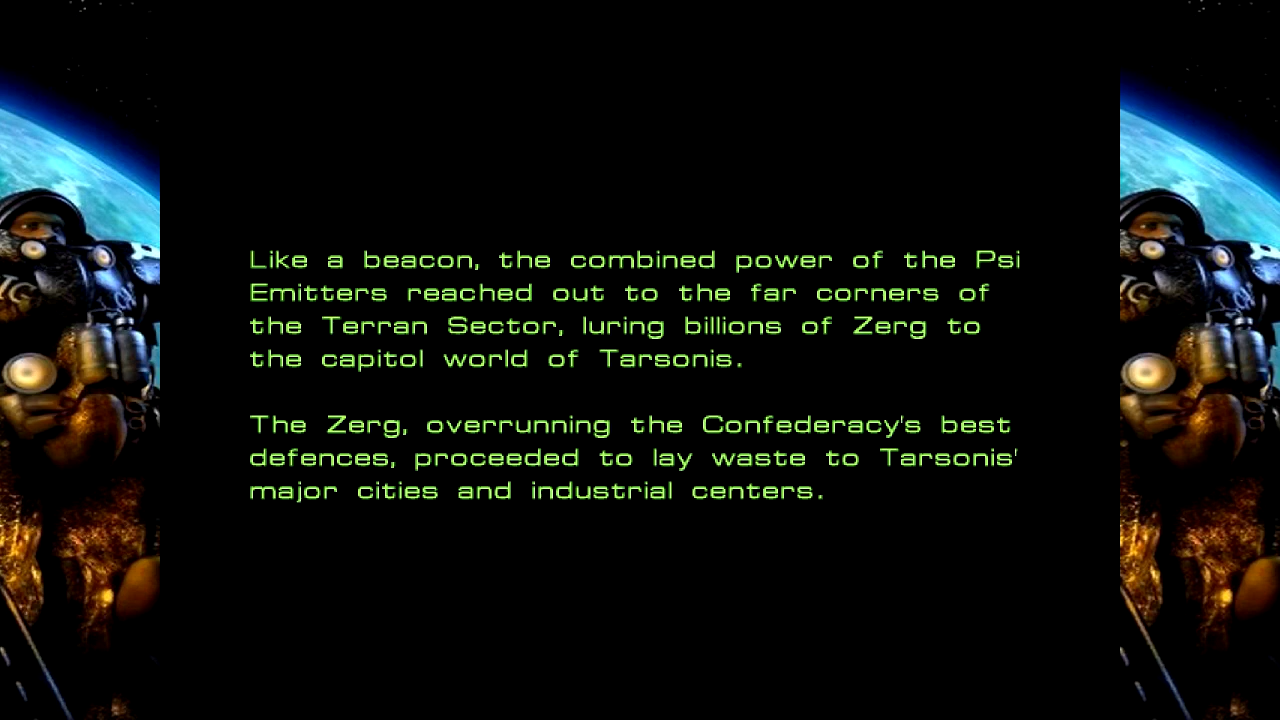 Like a beacon, the combined power of the Psi
Emitters reached out to the far corners of
the Terran Sector, luring billions of Zerg to
the capitol world of Tarsonis.
The Zerg, overrunning the Confederacy's best
defences, proceeded to lay waste to Tarsonis'
major cities and industrial centers.